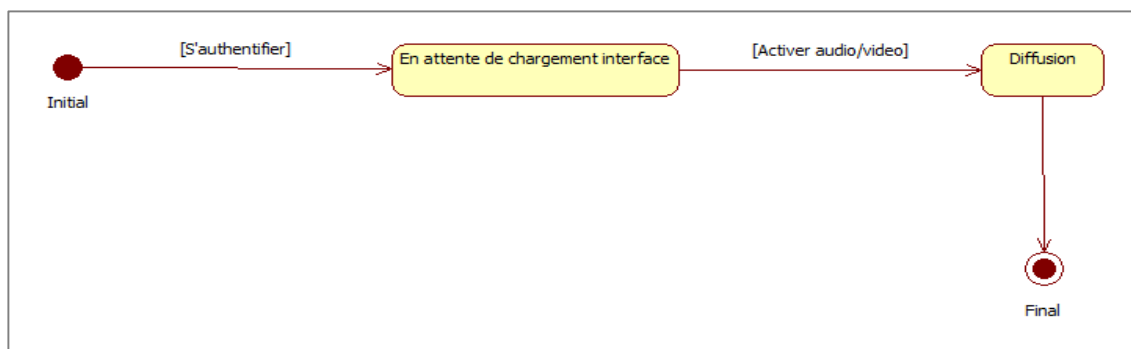 [S'authentifier]
En attente de chargement interface
[Activer audio/video]
Diffusion
Initial
Final